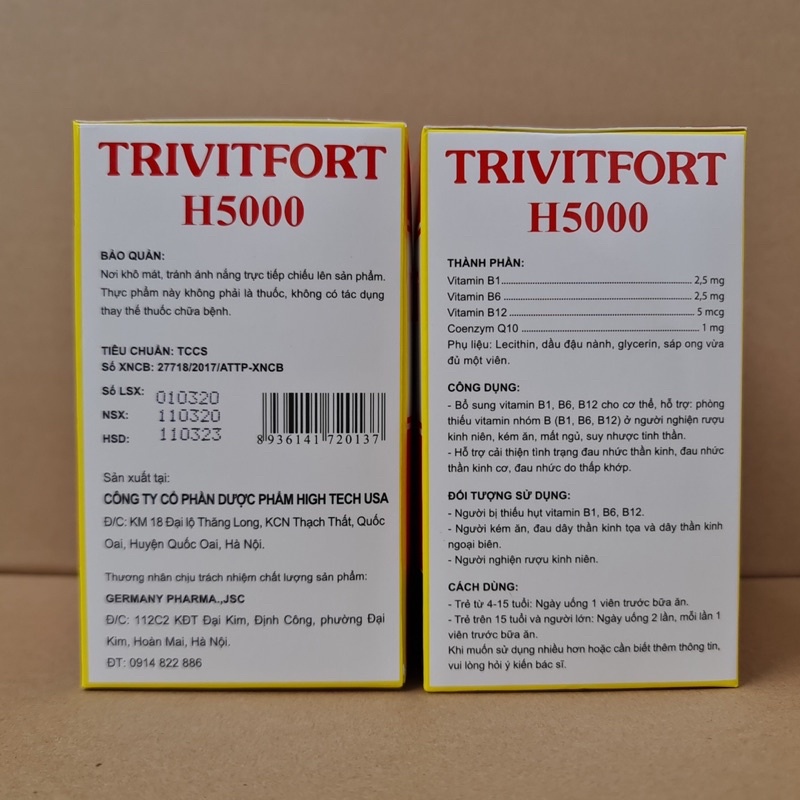 TRIVITFORT
H5000
BẢO QUẢN:
Nơi khô mát, tránh ánh nắng trực tiếp chiếu lên sản phẩm.
Thực phẩm này không phải là thuốc, không có tác dụng
thay thế thuốc chữa bệnh.
TIÊU CHUẨN: TCCS
Số XNCB: 27718/2017/ATTP-XNCB
Số LSX: 010320
NSX: 110320
HSD: 110323
8936141720137
Sản xuất tại:
CÔNG TY CỔ PHẦN DƯỢC PHẨM HIGH TECH USA
Đ/C: KM 18 Đại lộ Thăng Long, KCN Thạch Thất, Quốc
Oai, Huyện Quốc Oai, Hà Nội.
Thương nhân chịu trách nhiệm chất lượng sản phẩm:
GERMANY PHARMA.,JSC
Đ/C: 112C2 KĐT Đại Kim, Định Công, phường Đại
Kim, Hoàn Mai, Hà Nội.
ĐT: 0914 822 886
TRIVITFORT
H5000
THÀNH PHẦN:
Vitamin B1 2,5 mg
Vitamin B6 2,5 mg
Vitamin B12 5 mcg
Coenzym Q10 1 mg
Phụ liệu: Lecithin, dầu đậu nành, glycerin, sáp ong vừa
đủ một viên.
CÔNG DỤNG:
- Bổ sung vitamin B1, B6, B12 cho cơ thể, hỗ trợ: phòng
thiếu vitamin nhóm B (B1, B6, B12) ở người nghiện rượu
kinh niên, kém ăn, mất ngủ, suy nhược tinh thần.
- Hỗ trợ cải thiện tình trạng đau nhức thần kinh, đau nhức
thần kinh cơ, đau nhức do thấp khớp.
ĐỐI TƯỢNG SỬ DỤNG:
- Người bị thiếu hụt vitamin B1, B6, B12.
- Người kém ăn, đau dây thần kinh tọa và dây thần kinh
ngoại biên.
- Người nghiện rượu kinh niên.
CÁCH DÙNG:
- Trẻ từ 4-15 tuổi: Ngày uống 1 viên trước bữa ăn.
- Trẻ trên 15 tuổi và người lớn: Ngày uống 2 lần, mỗi lần 1
viên trước bữa ăn.
Khi muốn sử dụng nhiều hơn hoặc cần biết thêm thông tin,
vui lòng hỏi ý kiến bác sĩ.